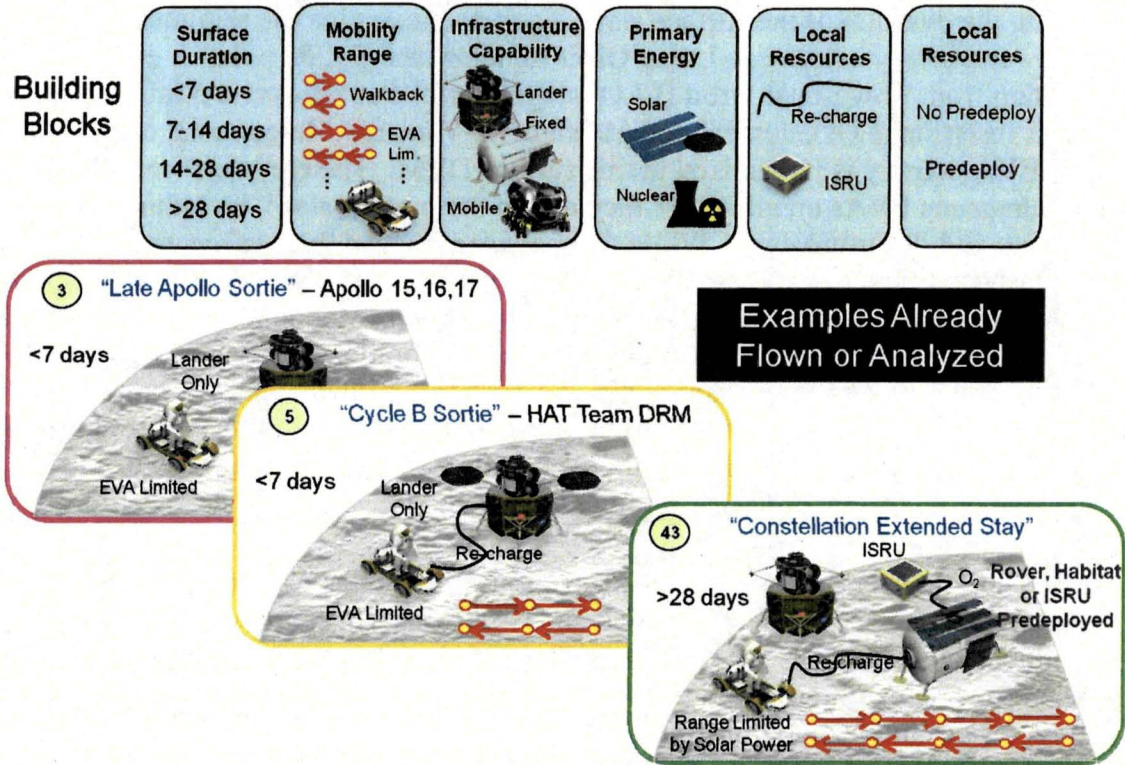 Building
Blocks
Surface
Duration
<7 days
7-14 days
14-28 days
>28 days
Mobility
Range
Walkback
EVA
Lim.
Infrastructure
Capability
Lander
Fixed
Mobile
Primary
Energy
Solar
Nuclear
Local
Resources
Re-charge
ISRU
Local
Resources
No Predeploy
Predeploy
3 "Late Apollo Sortie" – Apollo 15,16,17
<7 days
Lander
Only
EVA Limited
Examples Already
Flown or Analyzed
5 "Cycle B Sortie" – HAT Team DRM
<7 days
Lander
Only
Re-charge
EVA Limited
43 "Constellation Extended Stay"
ISRU
O2
>28 days
Rover, Habitat
or ISRU
Predeployed
Re-charge
Range Limited
by Solar Power